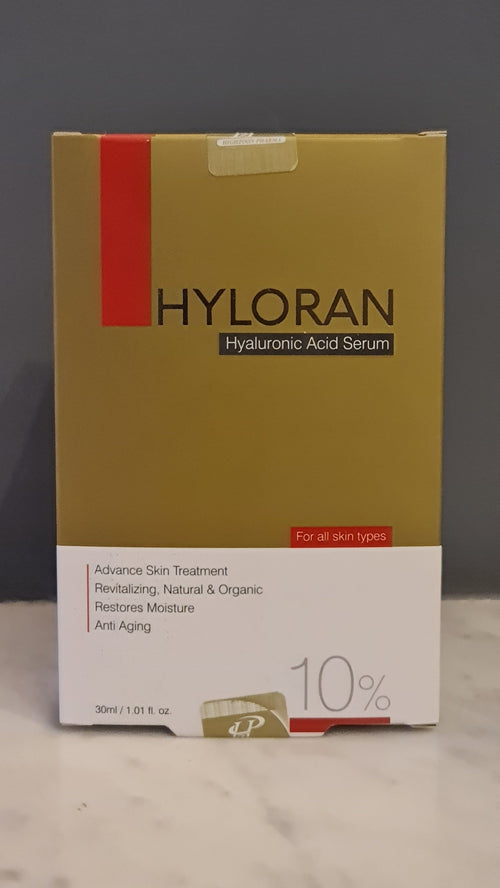 HYLORAN
Hyaluronic Acid Serum
For all skin types
Advance Skin Treatment
Revitalizing, Natural & Organic
Restores Moisture
Anti Aging
10%
30ml / 1.01 fl. oz.
HP